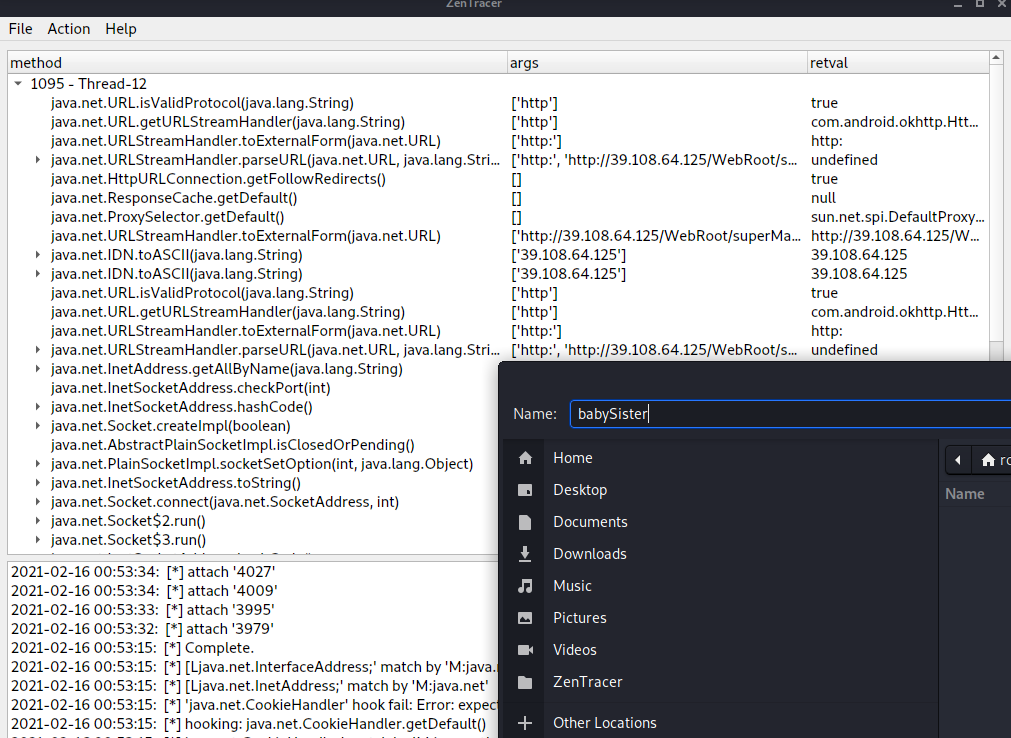 ZenTracer
File Action Help
method args retval
1095 - Thread-12
java.net.URL.isValidProtocol(java.lang.String) ['http'] true
java.net.URL.getURLStreamHandler(java.lang.String) ['http'] com.android.okhttp.Htt...
java.net.URLStreamHandler.toExternalForm(java.net.URL) ['http:'] http:
java.net.URLStreamHandler.parseURL(java.net.URL, java.lang.Stri... ['http:', 'http://39.108.64.125/WebRoot/s... undefined
java.net.HttpURLConnection.getFollowRedirects() [] true
java.net.ResponseCache.getDefault() [] null
java.net.ProxySelector.getDefault() [] sun.net.spi.DefaultProxy...
java.net.URLStreamHandler.toExternalForm(java.net.URL) ['http://39.108.64.125/WebRoot/superMa... http://39.108.64.125/W...
java.net.IDN.toASCII(java.lang.String) ['39.108.64.125'] 39.108.64.125
java.net.IDN.toASCII(java.lang.String) ['39.108.64.125'] 39.108.64.125
java.net.URL.isValidProtocol(java.lang.String) ['http'] true
java.net.URL.getURLStreamHandler(java.lang.String) ['http'] com.android.okhttp.Htt...
java.net.URLStreamHandler.toExternalForm(java.net.URL) ['http:'] http:
java.net.URLStreamHandler.parseURL(java.net.URL, java.lang.Stri... ['http:', 'http://39.108.64.125/WebRoot/s... undefined
java.net.InetAddress.getAllByName(java.lang.String)
java.net.InetSocketAddress.checkPort(int)
java.net.InetSocketAddress.hashCode()
java.net.Socket.createImpl(boolean)
java.net.AbstractPlainSocketImpl.isClosedOrPending()
java.net.PlainSocketImpl.socketSetOption(int, java.lang.Object)
java.net.InetSocketAddress.toString()
java.net.Socket.connect(java.net.SocketAddress, int)
java.net.Socket$2.run()
java.net.Socket$3.run()
2021-02-16 00:53:34: [*] attach '4027'
2021-02-16 00:53:34: [*] attach '4009'
2021-02-16 00:53:33: [*] attach '3995'
2021-02-16 00:53:32: [*] attach '3979'
2021-02-16 00:53:15: [*] Complete.
2021-02-16 00:53:15: [*] [Ljava.net.InterfaceAddress;' match by 'M:java.
2021-02-16 00:53:15: [*] [Ljava.net.InetAddress;' match by 'M:java.net'
2021-02-16 00:53:15: [*] 'java.net.CookieHandler' hook fail: Error: expec
2021-02-16 00:53:15: [*] hooking: java.net.CookieHandler.getDefault()
Name: babySister
Home
Desktop
Documents
Downloads
Music
Pictures
Videos
ZenTracer
Other Locations
ro
Name